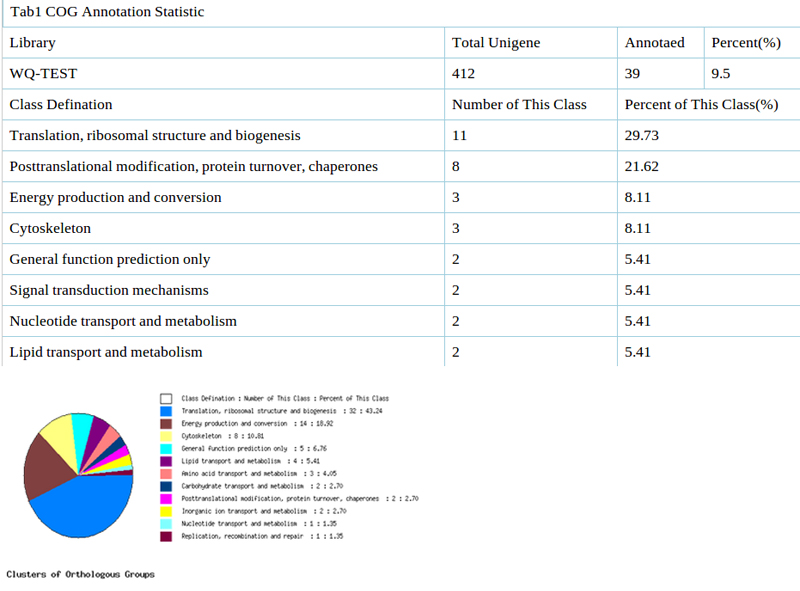 Tab1 COG Annotation Statistic
Library Total Unigene Annotaed Percent(%)
WQ-TEST 412 39 9.5
Class Defination Number of This Class Percent of This Class(%)
Translation, ribosomal structure and biogenesis 11 29.73
Posttranslational modification, protein turnover, chaperones 8 21.62
Energy production and conversion 3 8.11
Cytoskeleton 3 8.11
General function prediction only 2 5.41
Signal transduction mechanisms 2 5.41
Nucleotide transport and metabolism 2 5.41
Lipid transport and metabolism 2 5.41
Class Defination : Number of This Class : Percent of This Class
Translation, ribosomal structure and biogenesis : 32 : 43.24
Energy production and conversion : 14 : 18.92
Cytoskeleton : 8 : 10.81
General function prediction only : 5 : 6.76
Lipid transport and metabolism : 4 : 5.41
Amino acid transport and metabolism : 3 : 4.05
Carbohydrate transport and metabolism : 2 : 2.70
Posttranslational modification, protein turnover, chaperones : 2 : 2.70
Inorganic ion transport and metabolism : 2 : 2.70
Nucleotide transport and metabolism : 1 : 1.35
Replication, recombination and repair : 1 : 1.35
Clusters of Orthologous Groups